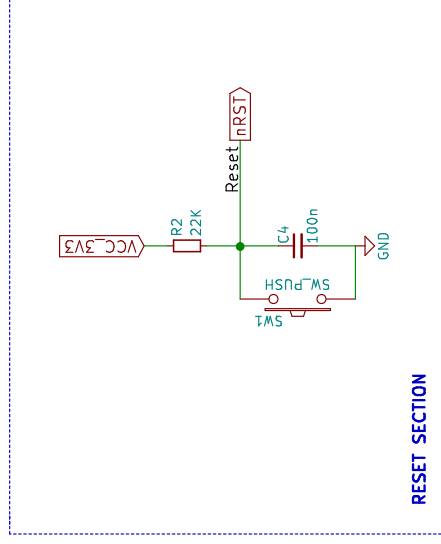 nRST
Reset
R2
22K
VCC_3V3
C4
100n
GND
SW_PUSH
SW1
RESET SECTION